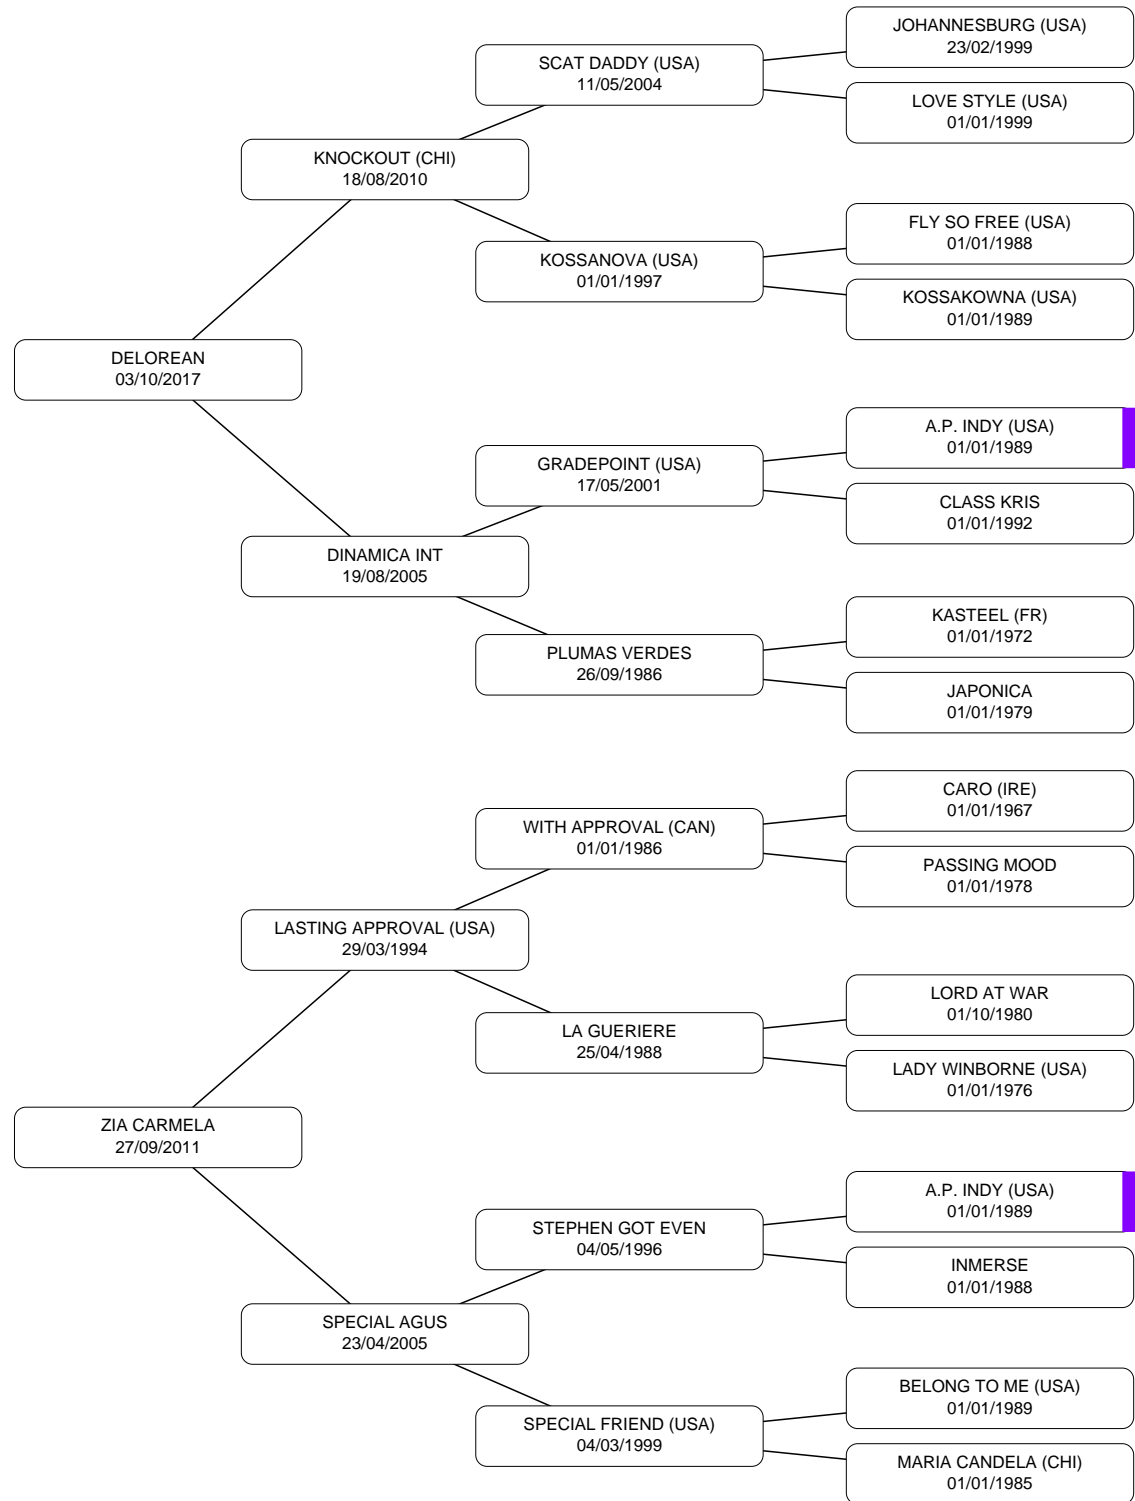 JOHANNESBURG (USA)
23/02/1999
SCAT DADDY (USA)
11/05/2004
LOVE STYLE (USA)
01/01/1999
KNOCKOUT (CHI)
18/08/2010
FLY SO FREE (USA)
01/01/1988
KOSSANOVA (USA)
01/01/1997
KOSSAKOWNA (USA)
01/01/1989
DELOREAN
03/10/2017
A.P. INDY (USA)
01/01/1989
GRADEPOINT (USA)
17/05/2001
CLASS KRIS
01/01/1992
DINAMICA INT
19/08/2005
KASTEEL (FR)
01/01/1972
PLUMAS VERDES
26/09/1986
JAPONICA
01/01/1979
CARO (IRE)
01/01/1967
WITH APPROVAL (CAN)
01/01/1986
PASSING MOOD
01/01/1978
LASTING APPROVAL (USA)
29/03/1994
LORD AT WAR
01/10/1980
LA GUERIERE
25/04/1988
LADY WINBORNE (USA)
01/01/1976
ZIA CARMELA
27/09/2011
A.P. INDY (USA)
01/01/1989
STEPHEN GOT EVEN
04/05/1996
INMERSE
01/01/1988
SPECIAL AGUS
23/04/2005
BELONG TO ME (USA)
01/01/1989
SPECIAL FRIEND (USA)
04/03/1999
MARIA CANDELA (CHI)
01/01/1985